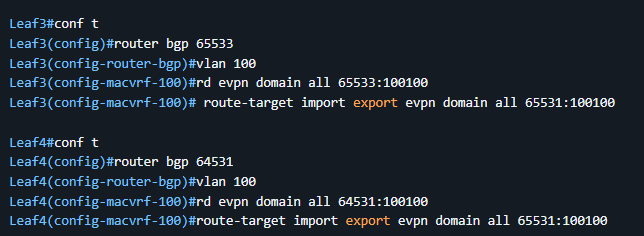 Leaf3#conf t
Leaf3(config)#router bgp 65533
Leaf3(config-router-bgp)#vlan 100
Leaf3(config-macvrf-100)#rd evpn domain all 65533:100100
Leaf3(config-macvrf-100)# route-target import export evpn domain all 65531:100100
Leaf4#conf t
Leaf4(config)#router bgp 64531
Leaf4(config-router-bgp)#vlan 100
Leaf4(config-macvrf-100)#rd evpn domain all 64531:100100
Leaf4(config-macvrf-100)#route-target import export evpn domain all 65531:100100